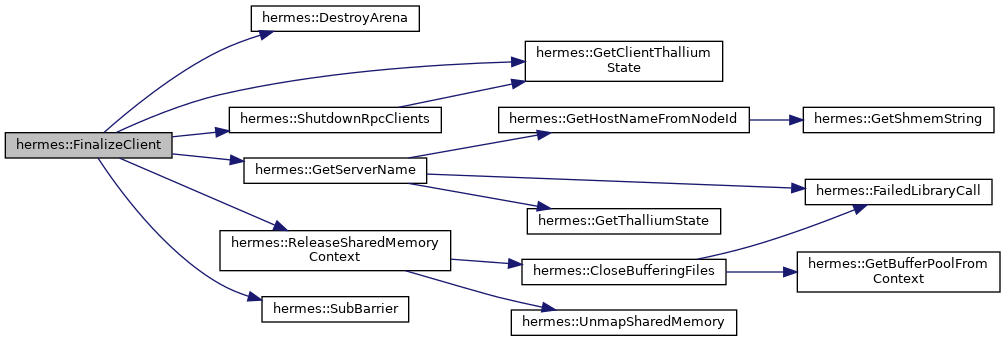 hermes::FinalizeClient
hermes::DestroyArena
hermes::GetClientThallium
State
hermes::ShutdownRpcClients
hermes::GetServerName
hermes::GetHostNameFromNodeId
hermes::GetShmemString
hermes::FailedLibraryCall
hermes::GetThalliumState
hermes::ReleaseSharedMemory
Context
hermes::CloseBufferingFiles
hermes::GetBufferPoolFrom
Context
hermes::UnmapSharedMemory
hermes::SubBarrier